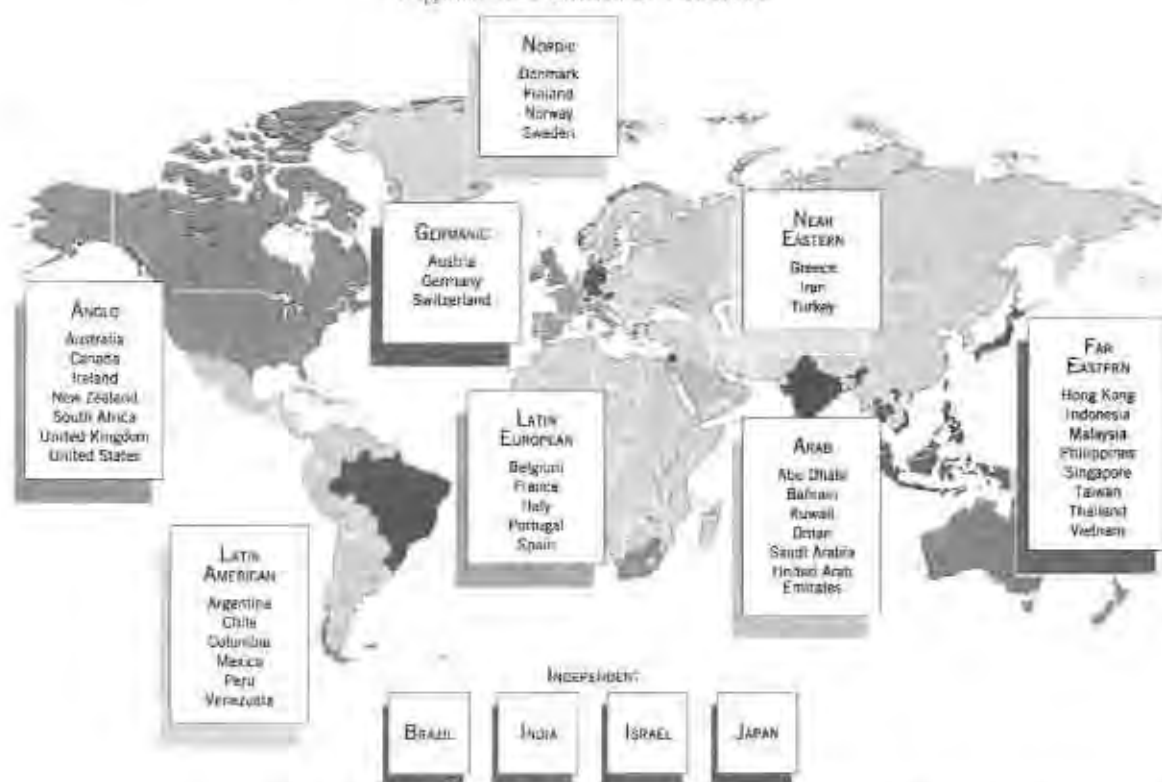 NORDIC
Denmark
Finland
Norway
Sweden
GERMANIC
Austria
Germany
Switzerland
NEAR
EASTERN
Greece
Iran
Turkey
ANGLO
Australia
Canada
Ireland
New Zealand
South Africa
United Kingdom
United States
FAR
EASTERN
Hong Kong
Indonesia
Malaysia
Philippines
Singapore
Taiwan
Thailand
Vietnam
LATIN
EUROPEAN
Belgium
France
Italy
Portugal
Spain
ARAB
Abu Dhabi
Bahrain
Kuwait
Oman
Saudi Arabia
United Arab
Emirates
LATIN
AMERICAN
Argentina
Chile
Columbia
Mexico
Peru
Venezuela
INDEPENDENT
BRAZIL
INDIA
ISRAEL
JAPAN